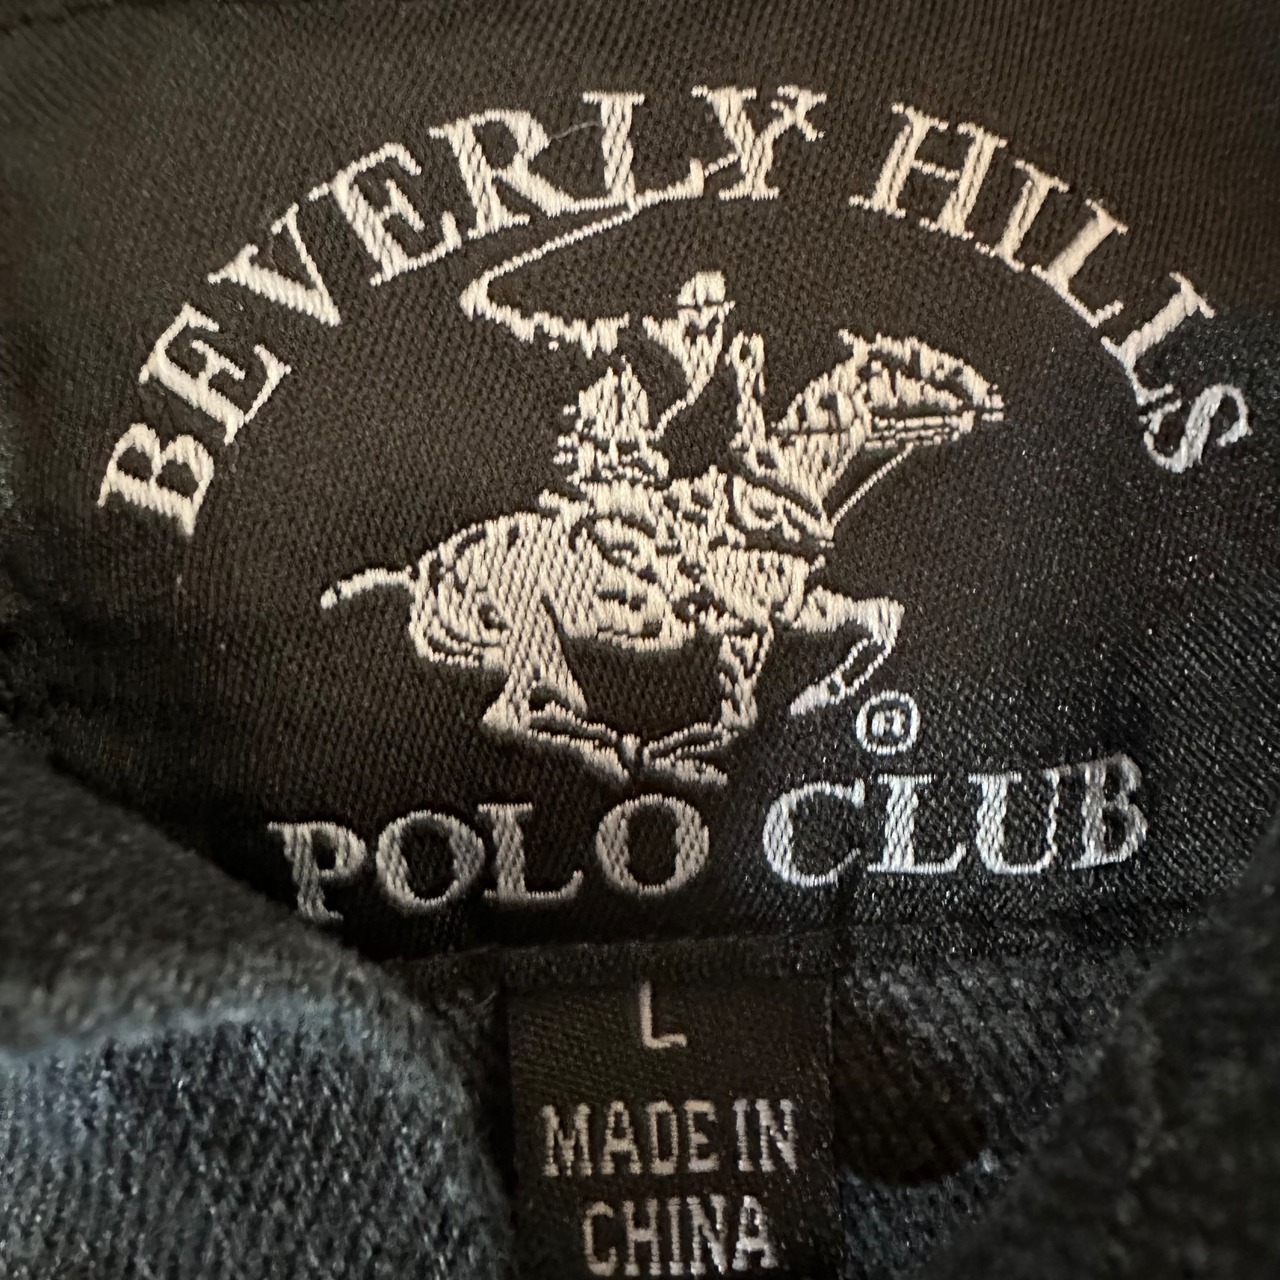 BEVERLY HILLS
®
POLO CLUB
L
MADE IN
CHINA